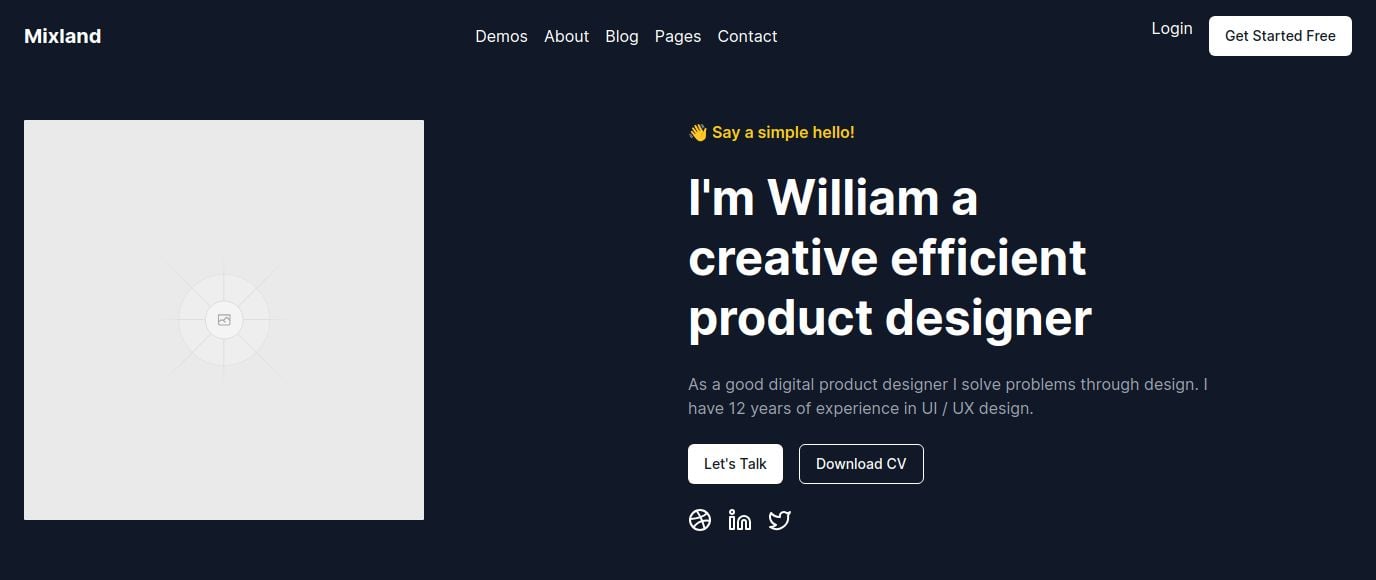 Mixland
Demos About Blog Pages Contact
Login
Get Started Free
👋 Say a simple hello!
I'm William a
creative efficient
product designer
As a good digital product designer I solve problems through design. I
have 12 years of experience in UI / UX design.
Let's Talk
Download CV